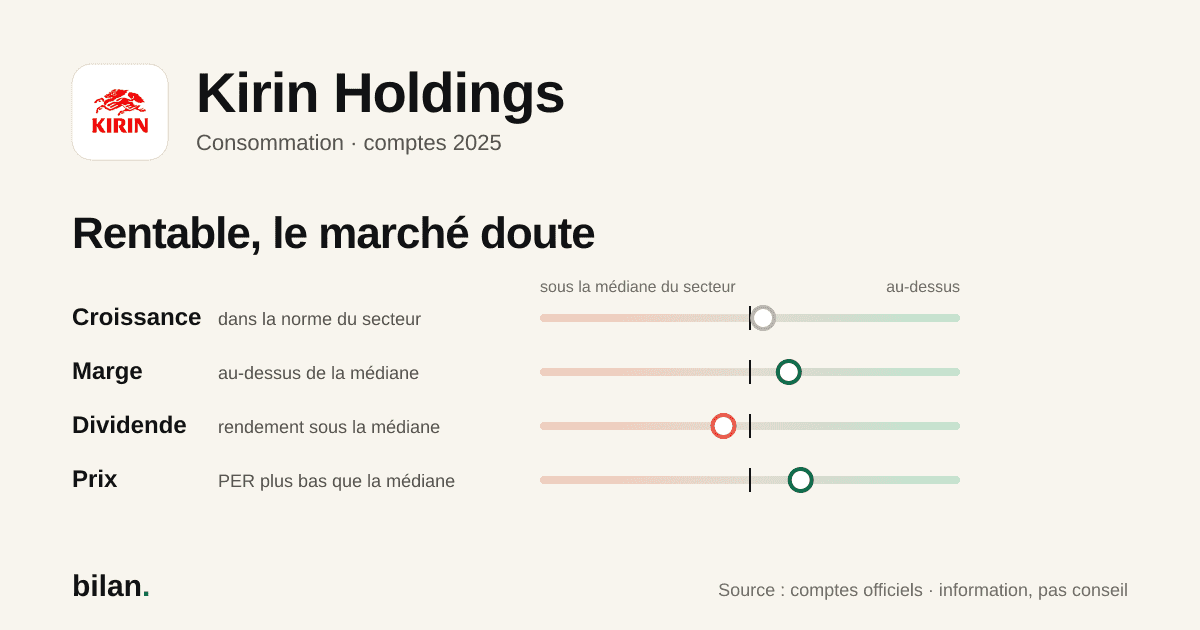 KIRIN
Kirin Holdings
Consommation · comptes 2025
Rentable, le marché doute
sous la médiane du secteur au-dessus
Croissance dans la norme du secteur
Marge au-dessus de la médiane
Dividende rendement sous la médiane
Prix PER plus bas que la médiane
bilan.
Source : comptes officiels · information, pas conseil